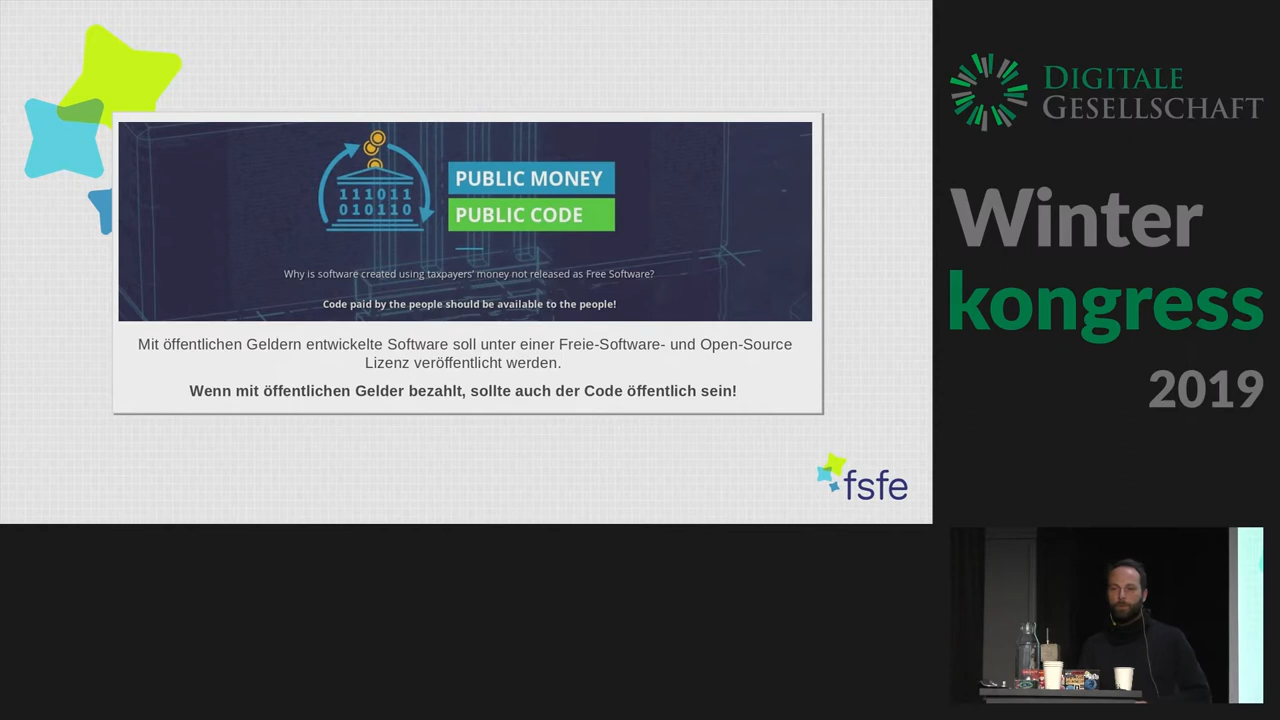 111011
010110
PUBLIC MONEY
PUBLIC CODE
Why is software created using taxpayers' money not released as Free Software?
Code paid by the people should be available to the people!
Mit öffentlichen Geldern entwickelte Software soll unter einer Freie-Software- und Open-Source
Lizenz veröffentlicht werden.
Wenn mit öffentlichen Gelder bezahlt, sollte auch der Code öffentlich sein!
fsfe
DIGITALE
GESELLSCHAFT
Winter
kongress
2019